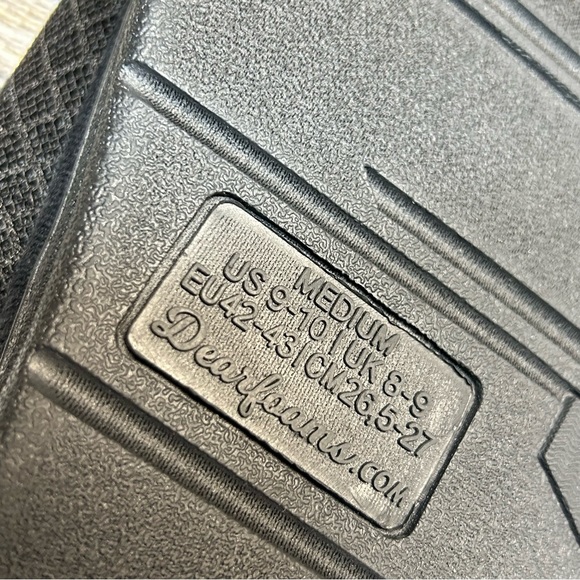 MEDIUM
US 9-10 | UK 8-9
EU42-43|CM26.5-27
Dearfoams.com